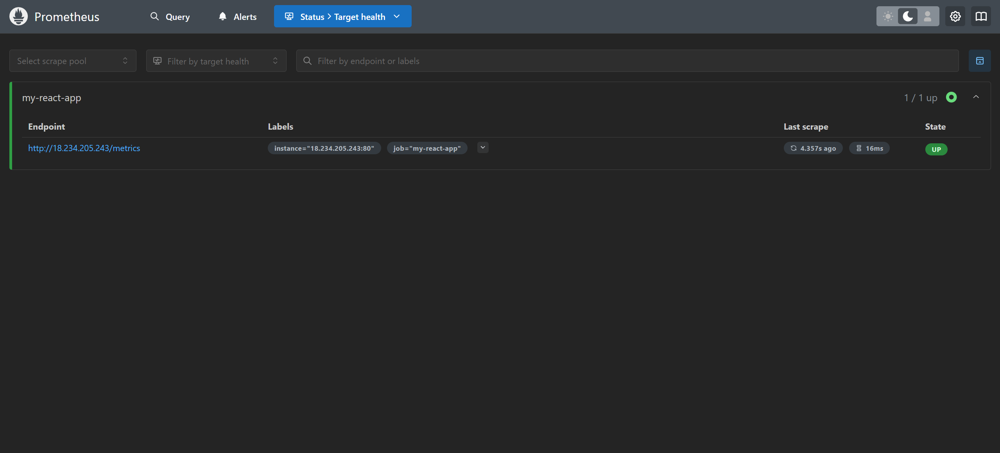 Prometheus Query Alerts Status > Target health
Select scrape pool Filter by target health Filter by endpoint or labels
my-react-app 1 / 1 up
Endpoint Labels Last scrape State
http://18.234.205.243/metrics instance="18.234.205.243:80" job="my-react-app" 4.357s ago 16ms UP